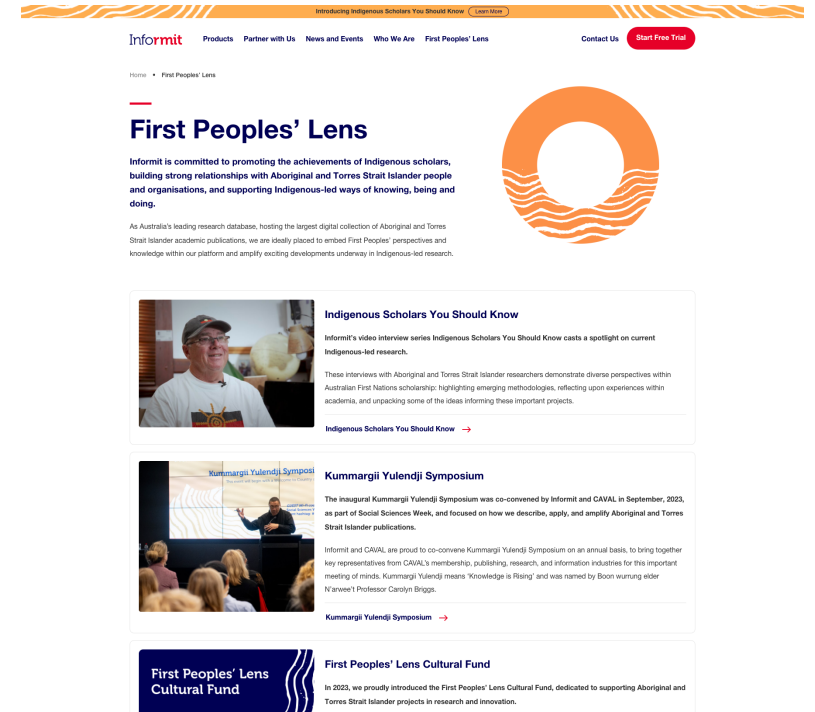 Introducing Indigenous Scholars You Should Know Learn More
Informit Products Partner with Us News and Events Who We Are First Peoples' Lens Contact Us Start Free Trial
Home • First Peoples' Lens
First Peoples' Lens
Informit is committed to promoting the achievements of Indigenous scholars,
building strong relationships with Aboriginal and Torres Strait Islander people
and organisations, and supporting Indigenous-led ways of knowing, being and
doing.
As Australia's leading research database, hosting the largest digital collection of Aboriginal and Torres
Strait Islander academic publications, we are ideally placed to embed First Peoples' perspectives and
knowledge within our platform and amplify exciting developments underway in Indigenous-led research.
Indigenous Scholars You Should Know
Informit's video interview series Indigenous Scholars You Should Know casts a spotlight on current
Indigenous-led research.
These interviews with Aboriginal and Torres Strait Islander researchers demonstrate diverse perspectives within
Australian First Nations scholarship: highlighting emerging methodologies, reflecting upon experiences within
academia, and unpacking some of the ideas informing these important projects.
Indigenous Scholars You Should Know →
Kummargii Yulendji Symposi
Kummargii Yulendji Symposium
The inaugural Kummargii Yulendji Symposium was co-convened by Informit and CAVAL in September, 2023,
as part of Social Sciences Week, and focused on how we describe, apply, and amplify Aboriginal and Torres
Strait Islander publications.
Informit and CAVAL are proud to co-convene Kummargii Yulendji Symposium on an annual basis, to bring together
key representatives from CAVAL's membership, publishing, research, and information industries for this important
meeting of minds. Kummargii Yulendji means 'Knowledge is Rising' and was named by Boon wurrung elder
N'arwee't Professor Carolyn Briggs.
Kummargii Yulendji Symposium →
First Peoples' Lens
Cultural Fund
First Peoples' Lens Cultural Fund
In 2023, we proudly introduced the First Peoples' Lens Cultural Fund, dedicated to supporting Aboriginal and
Torres Strait Islander projects in research and innovation.